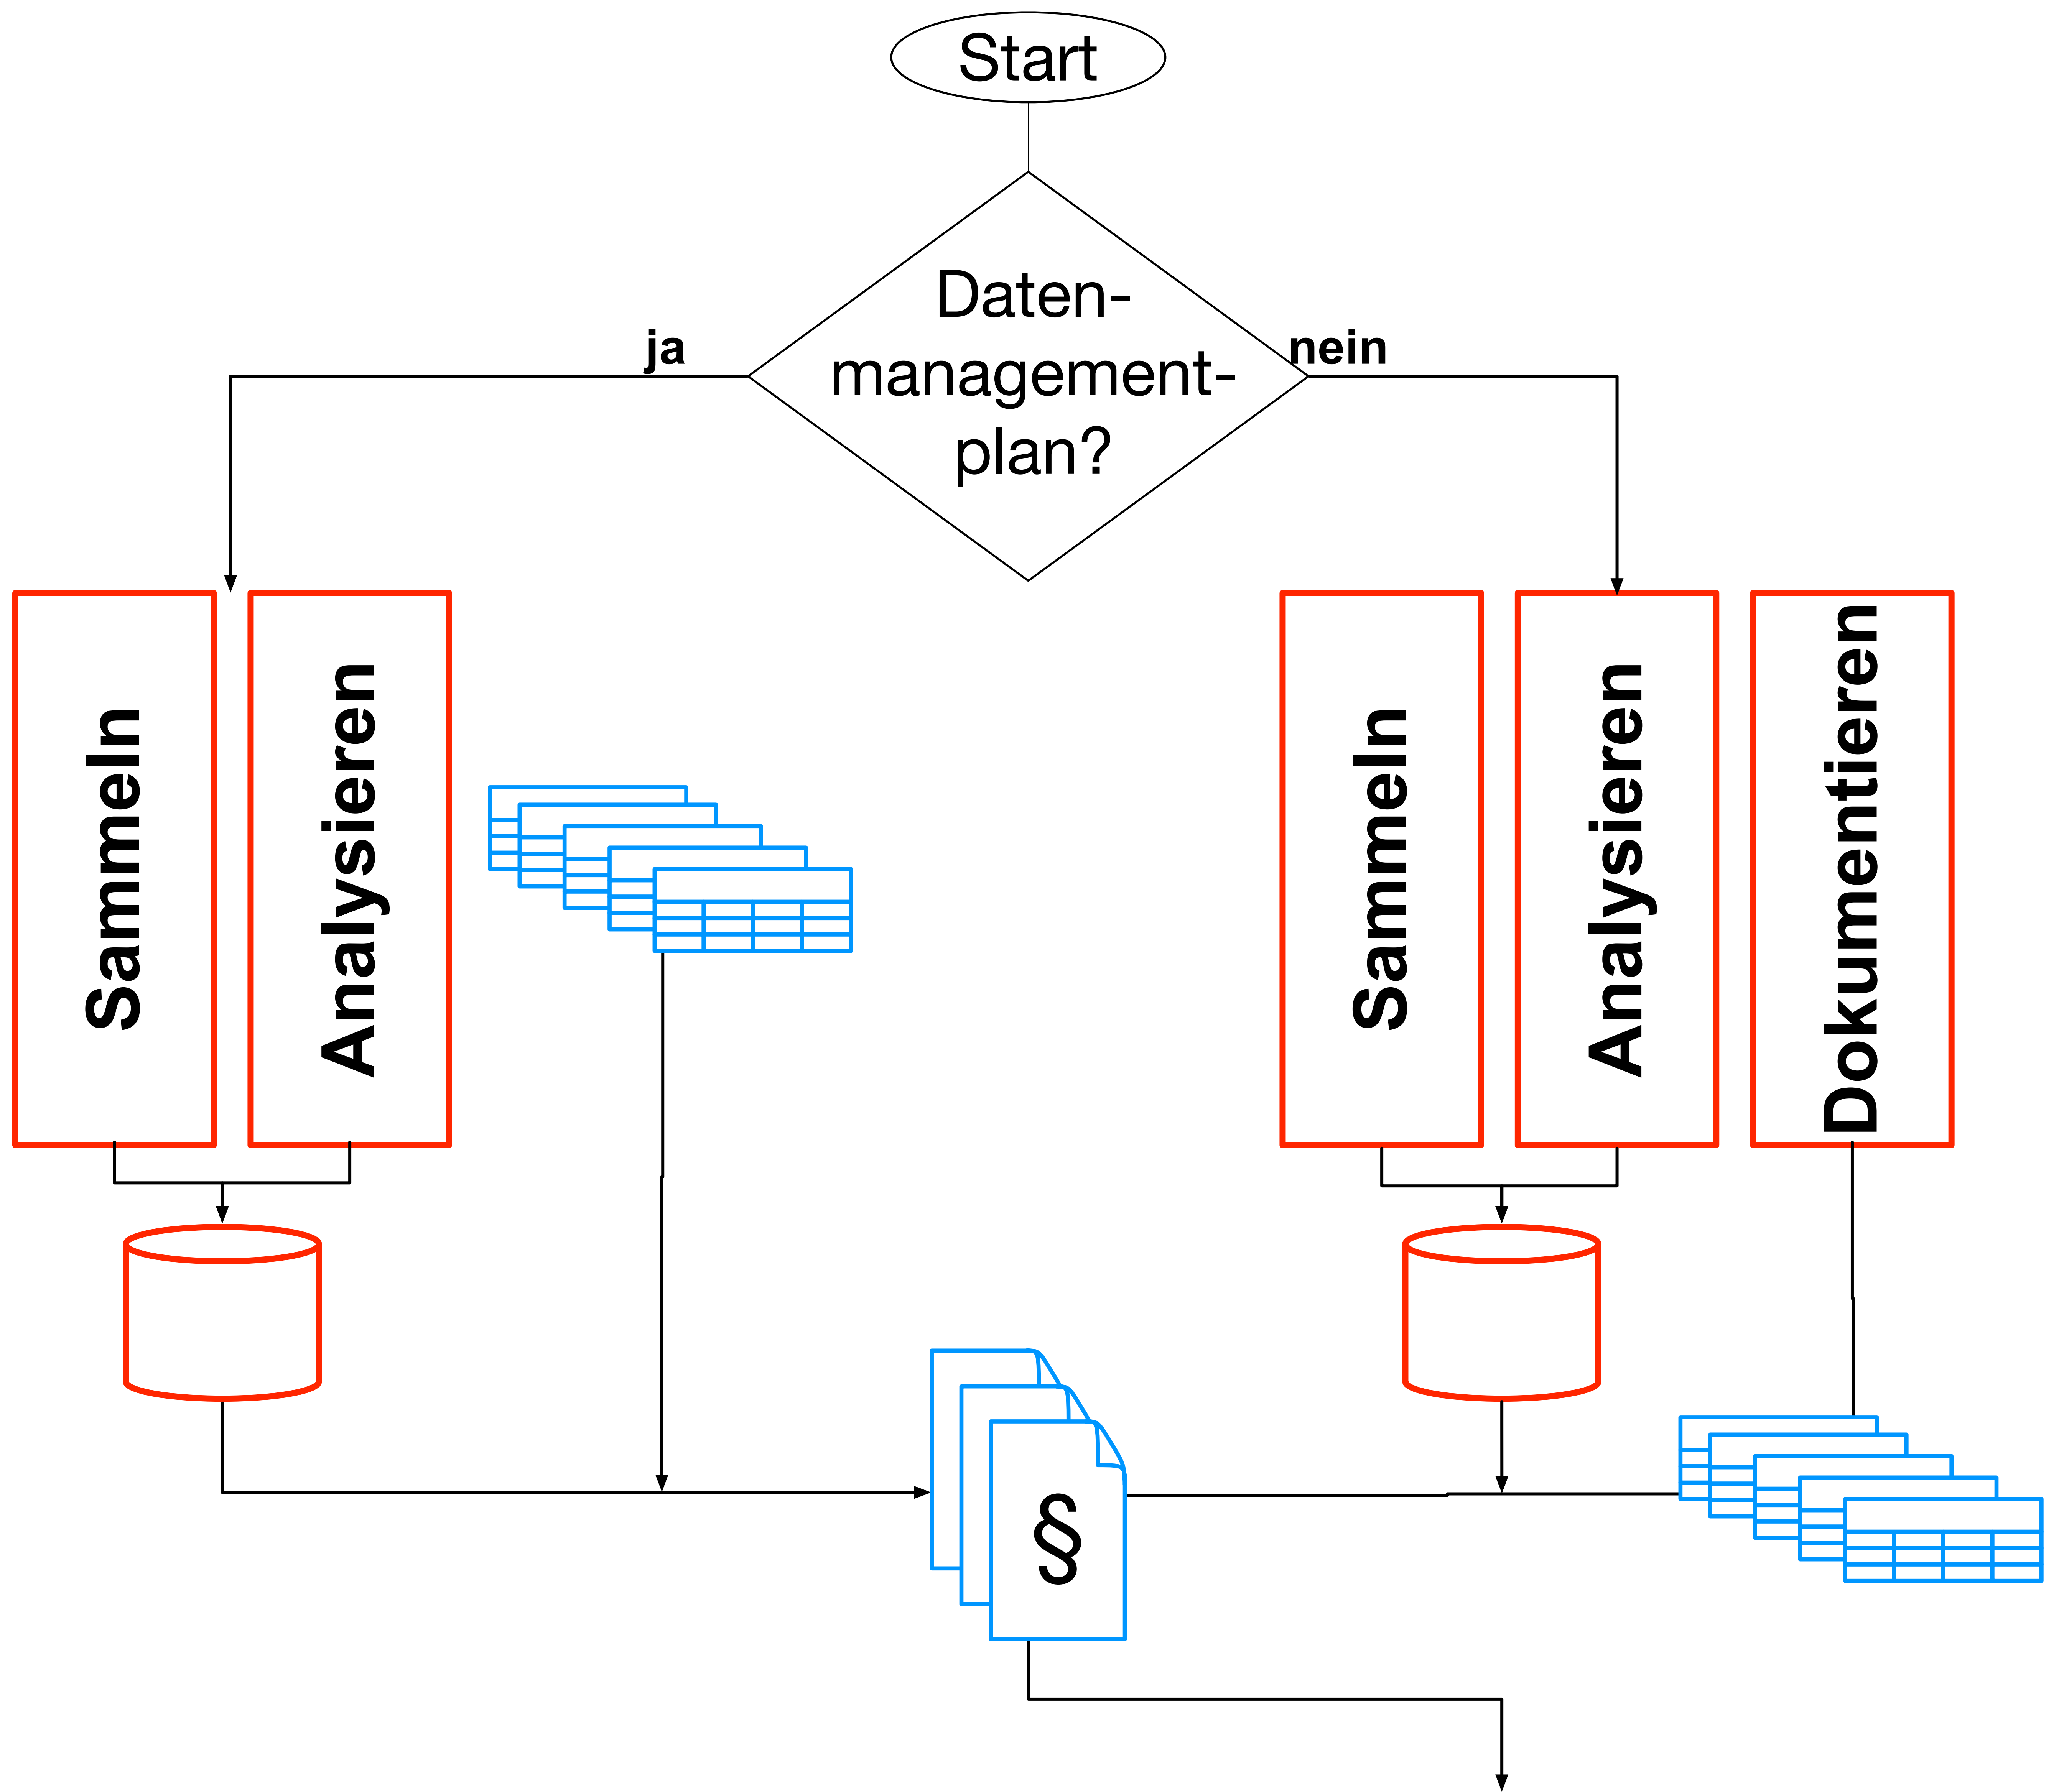 Start
Daten-
management-
plan?
ja
nein
Sammeln
Analysieren
Sammeln
Analysieren
Dokumentieren
§